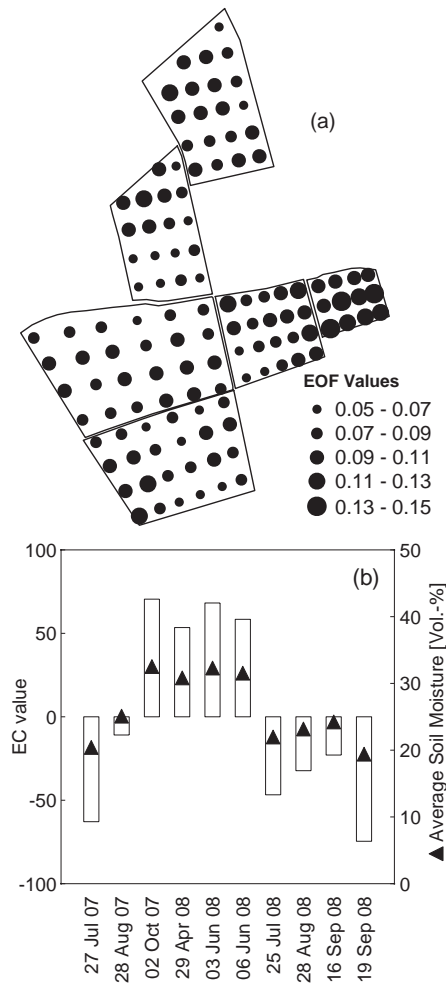 (a)
EOF Values
0.05 - 0.07
0.07 - 0.09
0.09 - 0.11
0.11 - 0.13
0.13 - 0.15
(b)
100
50
0
-50
-100
EC value
50
40
30
20
10
0
Average Soil Moisture [Vol.-%]
27 Jul 07
28 Aug 07
02 Oct 07
29 Apr 08
03 Jun 08
06 Jun 08
25 Jul 08
28 Aug 08
16 Sep 08
19 Sep 08